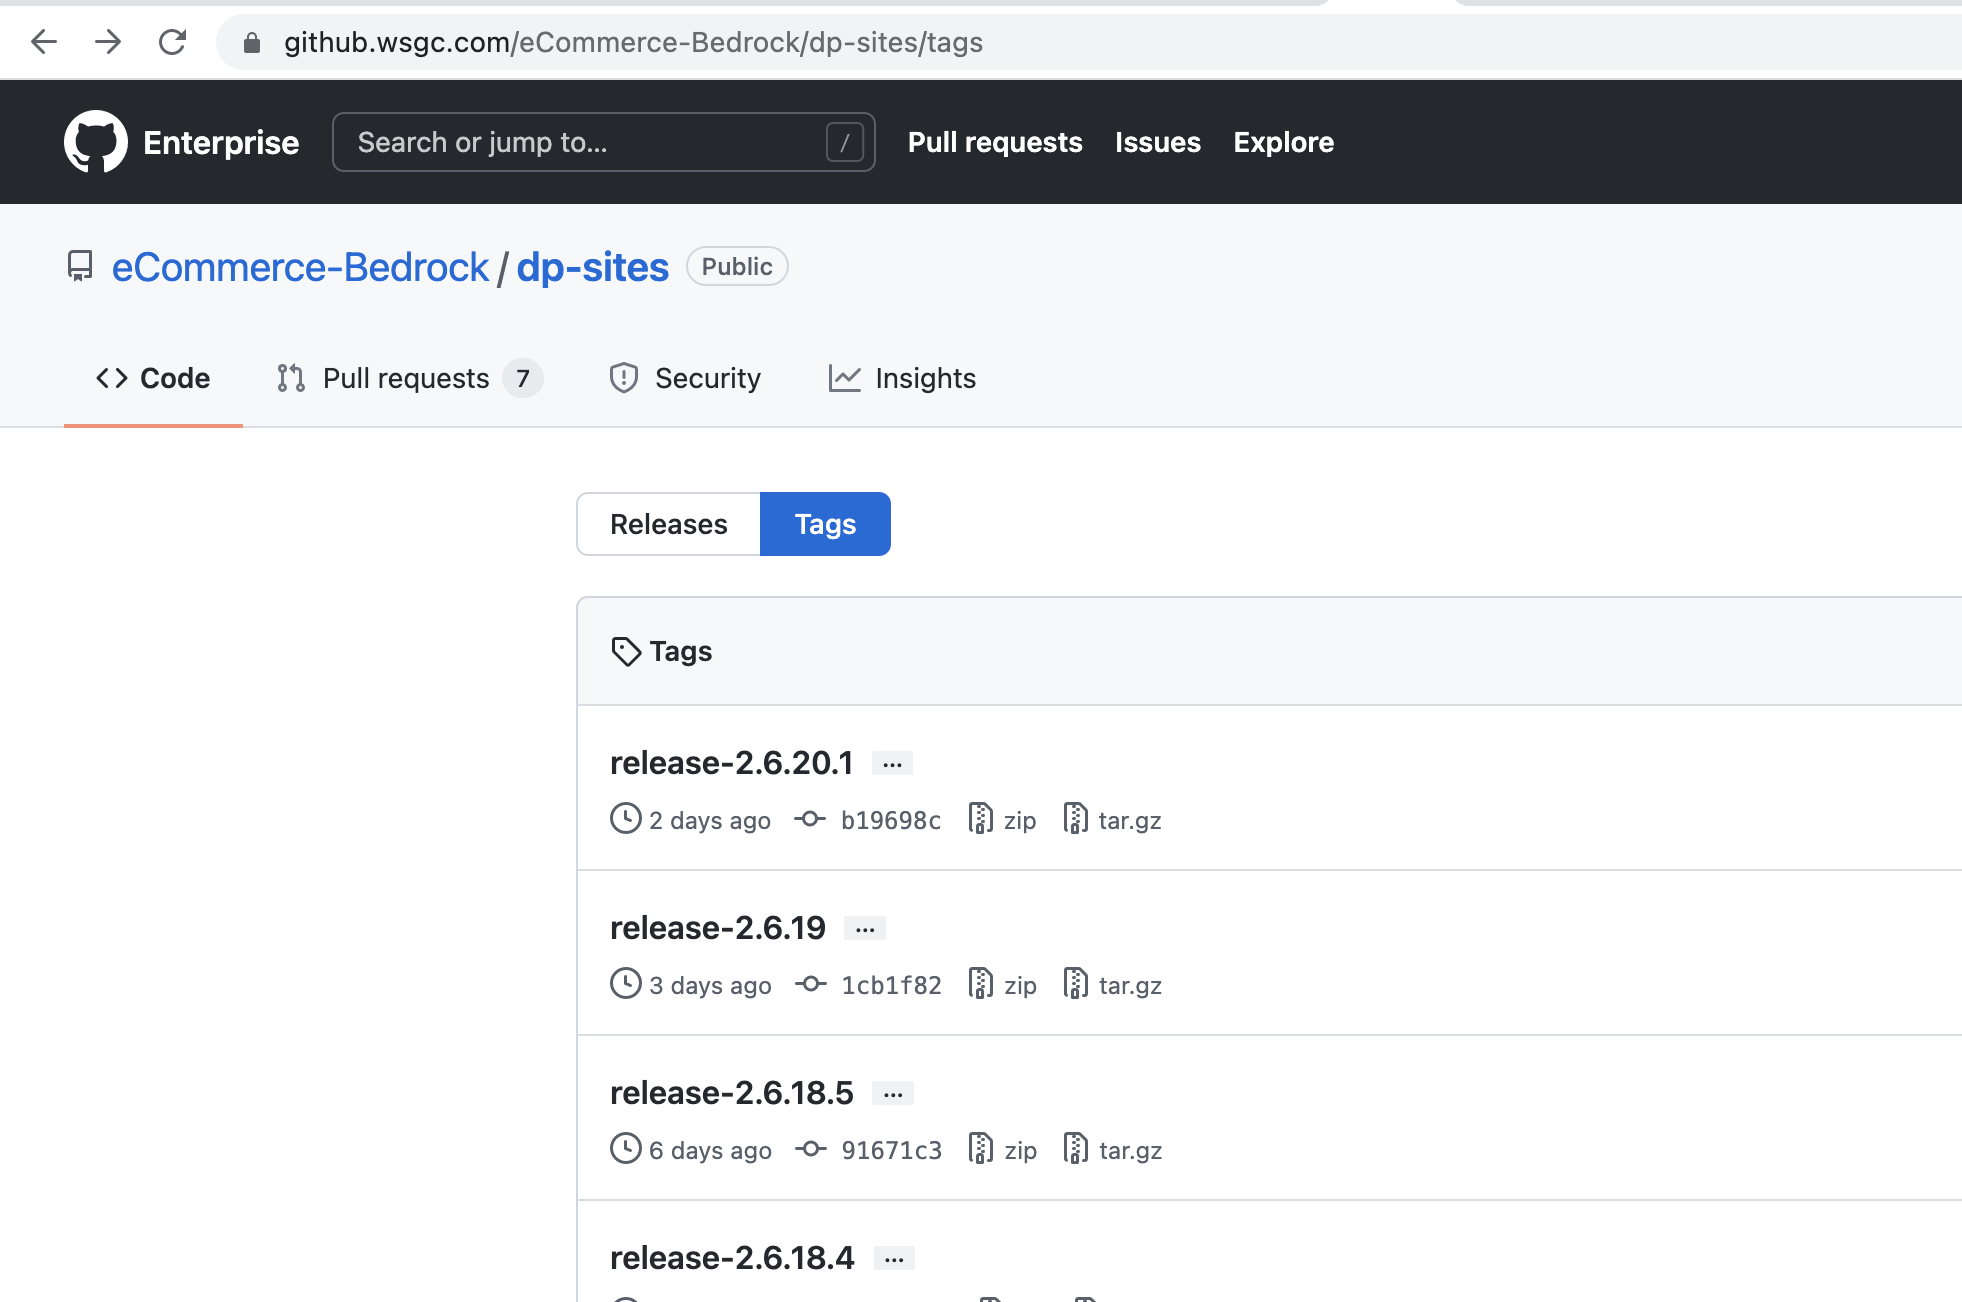 github.wsgc.com/eCommerce-Bedrock/dp-sites/tags
Enterprise Search or jump to... / Pull requests Issues Explore
eCommerce-Bedrock / dp-sites Public
Code Pull requests 7 Security Insights
Releases Tags
Tags
release-2.6.20.1 ...
2 days ago b19698c zip tar.gz
release-2.6.19 ...
3 days ago 1cb1f82 zip tar.gz
release-2.6.18.5 ...
6 days ago 91671c3 zip tar.gz
release-2.6.18.4 ...